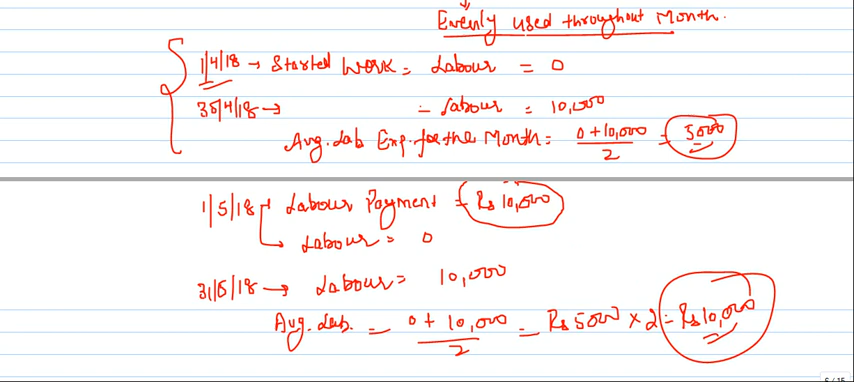 Evenly used throughout Month.
1/4/18 → Started Work = Labour = 0
30/4/18 → = Labour = 10,000
Avg. Lab Exp. for the Month = 0 + 10,000 / 2 = 5000
1/5/18 → Labour Payment = Rs 10,000
→ Labour = 0
31/5/18 → Labour = 10,000
Avg. Lab. = 0 + 10,000 / 2 = Rs 5000 × 2 = Rs 10,000